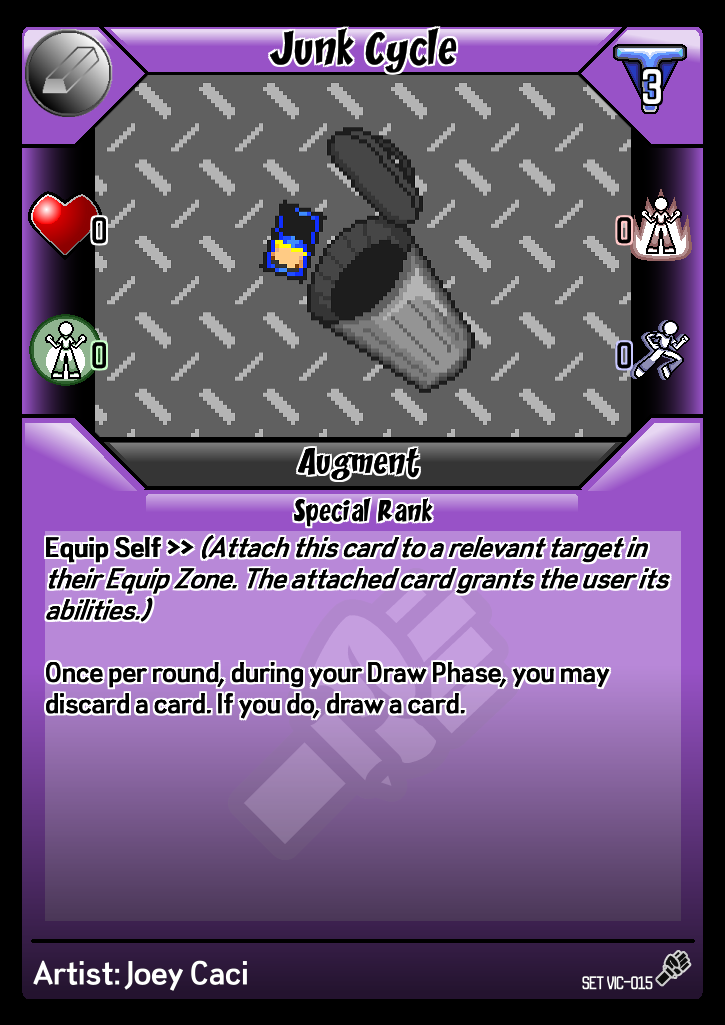 Junk Cycle
3
0
0
0
0
Augment
Special Rank
Equip Self >> (Attach this card to a relevant target in
their Equip Zone. The attached card grants the user its
abilities.)
Once per round, during your Draw Phase, you may
discard a card. If you do, draw a card.
Artist: Joey Caci
SET VIC-015